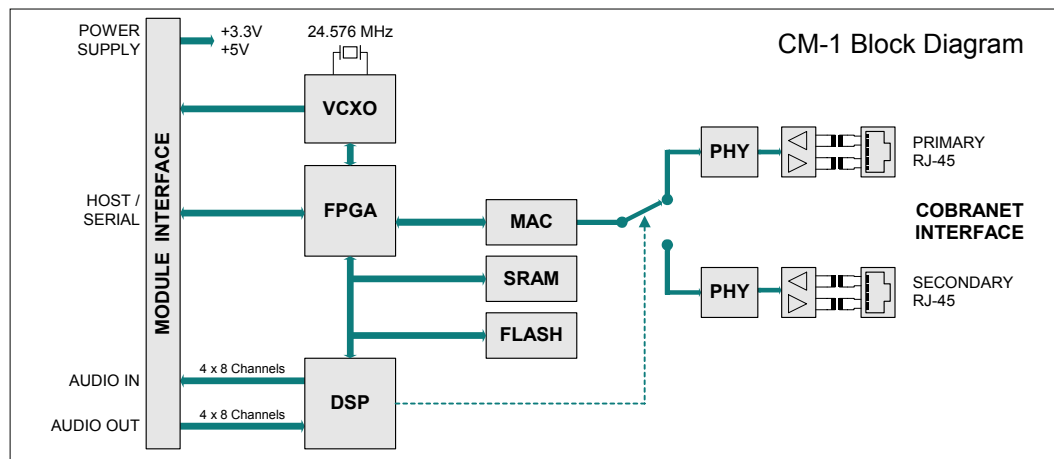 POWER
SUPPLY
+3.3V
+5V
24.576 MHz
CM-1 Block Diagram
VCXO
MODULE INTERFACE
HOST /
SERIAL
FPGA
MAC
PHY
PRIMARY
RJ-45
COBRANET
INTERFACE
SRAM
PHY
SECONDARY
RJ-45
FLASH
AUDIO IN
4 x 8 Channels
DSP
AUDIO OUT
4 x 8 Channels